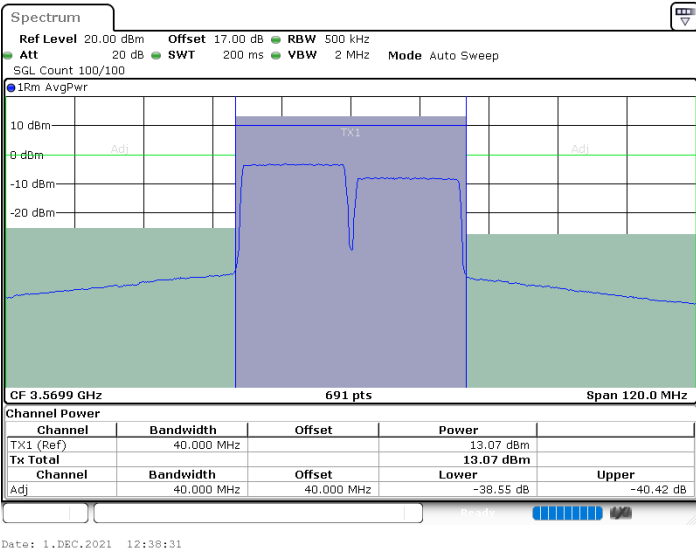 Spectrum
Ref Level 20.00 dBm Offset 17.00 dB RBW 500 kHz
Att 20 dB SWT 200 ms VBW 2 MHz Mode Auto Sweep
SGL Count 100/100
1Rm AvgPwr
10 dBm
TX1
Adj Adj
0 dBm
-10 dBm
-20 dBm
CF 3.5699 GHz 691 pts Span 120.0 MHz
Channel Power
Channel Bandwidth Offset Power
TX1 (Ref) 40.000 MHz 13.07 dBm
Tx Total 13.07 dBm
Channel Bandwidth Offset Lower Upper
Adj 40.000 MHz 40.000 MHz -38.55 dB -40.42 dB
Ready
Date: 1.DEC.2021 12:38:31